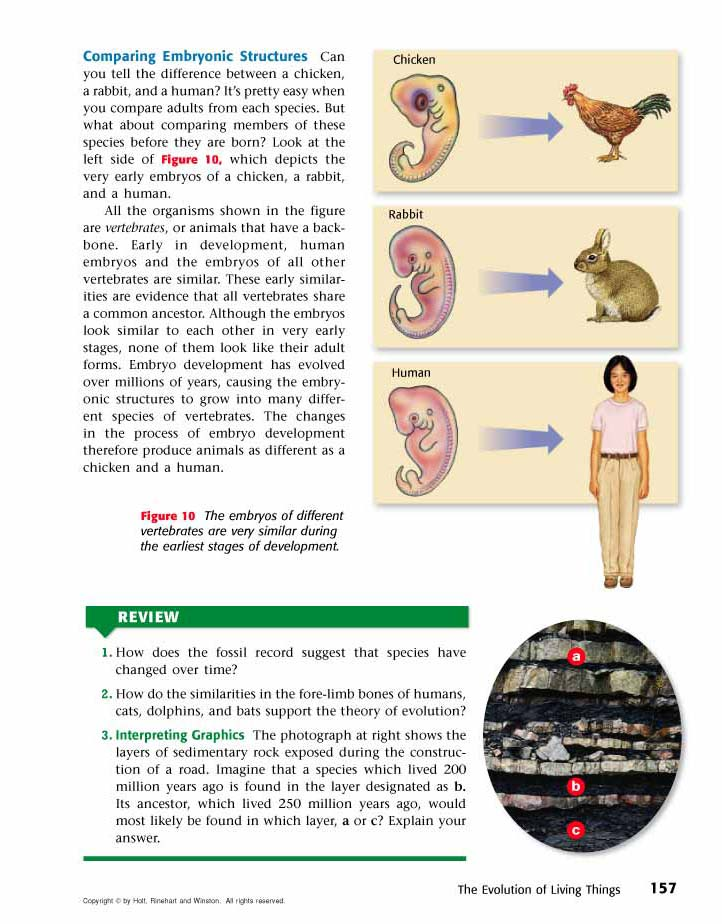 Comparing Embryonic Structures Can
you tell the difference between a chicken,
a rabbit, and a human? It's pretty easy when
you compare adults from each species. But
what about comparing members of these
species before they are born? Look at the
left side of Figure 10, which depicts the
very early embryos of a chicken, a rabbit,
and a human.
All the organisms shown in the figure
are vertebrates, or animals that have a back-
bone. Early in development, human
embryos and the embryos of all other
vertebrates are similar. These early similar-
ities are evidence that all vertebrates share
a common ancestor. Although the embryos
look similar to each other in very early
stages, none of them look like their adult
forms. Embryo development has evolved
over millions of years, causing the embry-
onic structures to grow into many differ-
ent species of vertebrates. The changes
in the process of embryo development
therefore produce animals as different as a
chicken and a human.
Chicken
Rabbit
Human
Figure 10 The embryos of different
vertebrates are very similar during
the earliest stages of development.
REVIEW
1. How does the fossil record suggest that species have
changed over time?
2. How do the similarities in the fore-limb bones of humans,
cats, dolphins, and bats support the theory of evolution?
3. Interpreting Graphics The photograph at right shows the
layers of sedimentary rock exposed during the construc-
tion of a road. Imagine that a species which lived 200
million years ago is found in the layer designated as b.
Its ancestor, which lived 250 million years ago, would
most likely be found in which layer, a or c? Explain your
answer.
a
b
c
The Evolution of Living Things 157
Copyright © by Holt, Rinehart and Winston. All rights reserved.